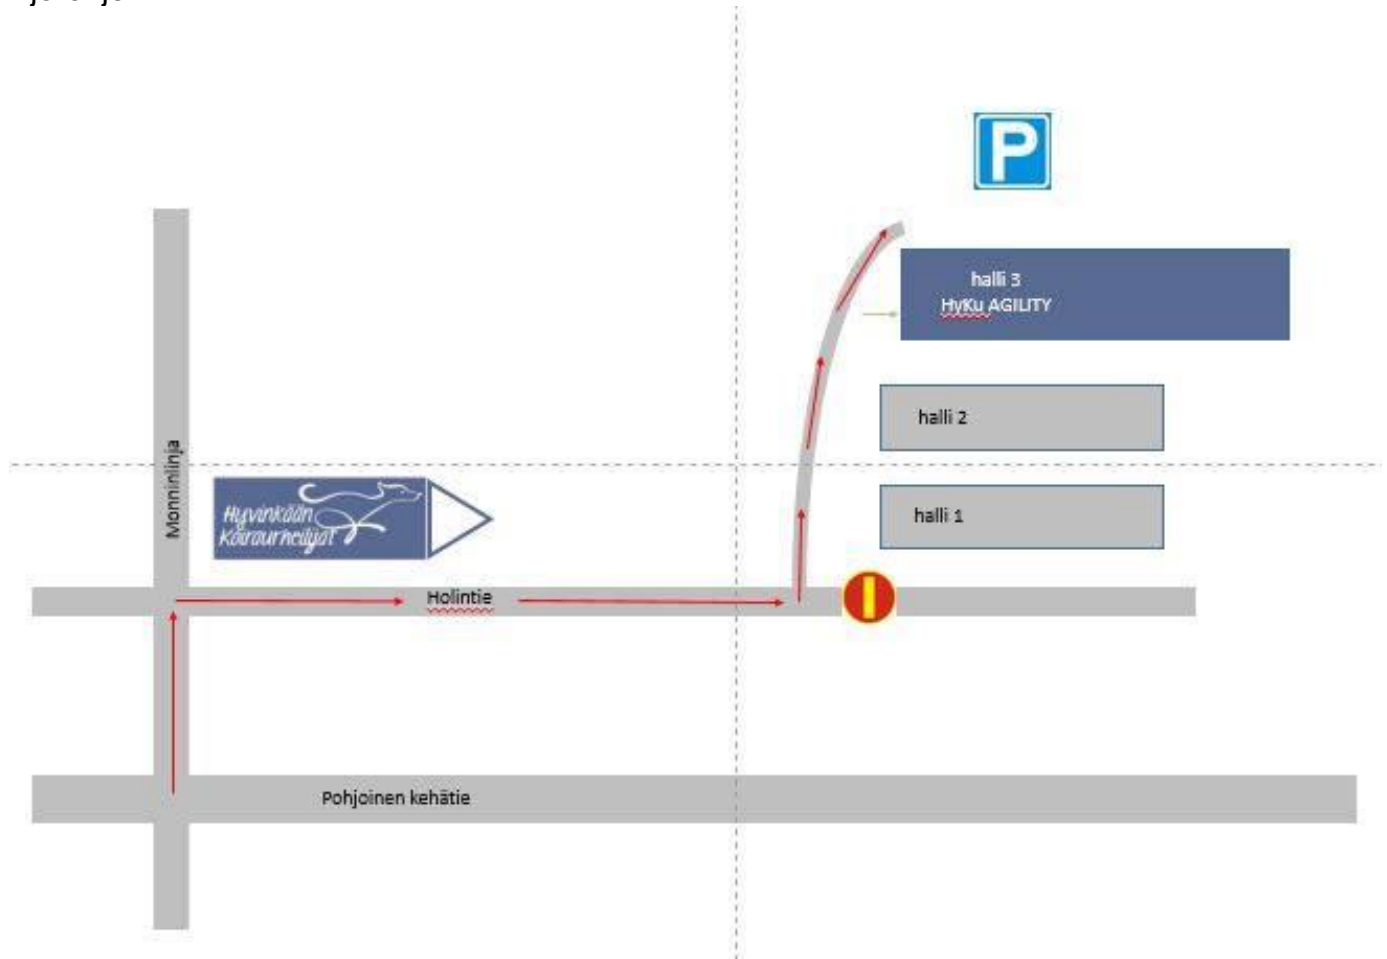 P
halli 3
HyKu AGILITY
halli 2
Monninlinja
Hyvinkään
Koiraurheilijat
halli 1
Holintie
Pohjoinen kehätie